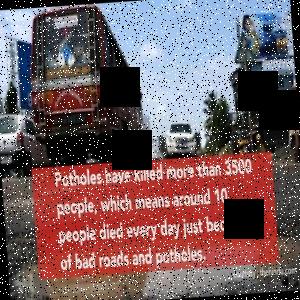 Potholes have killed more than 3500
people, which means around 10
people died every day just bec
of bad roads and potholes.